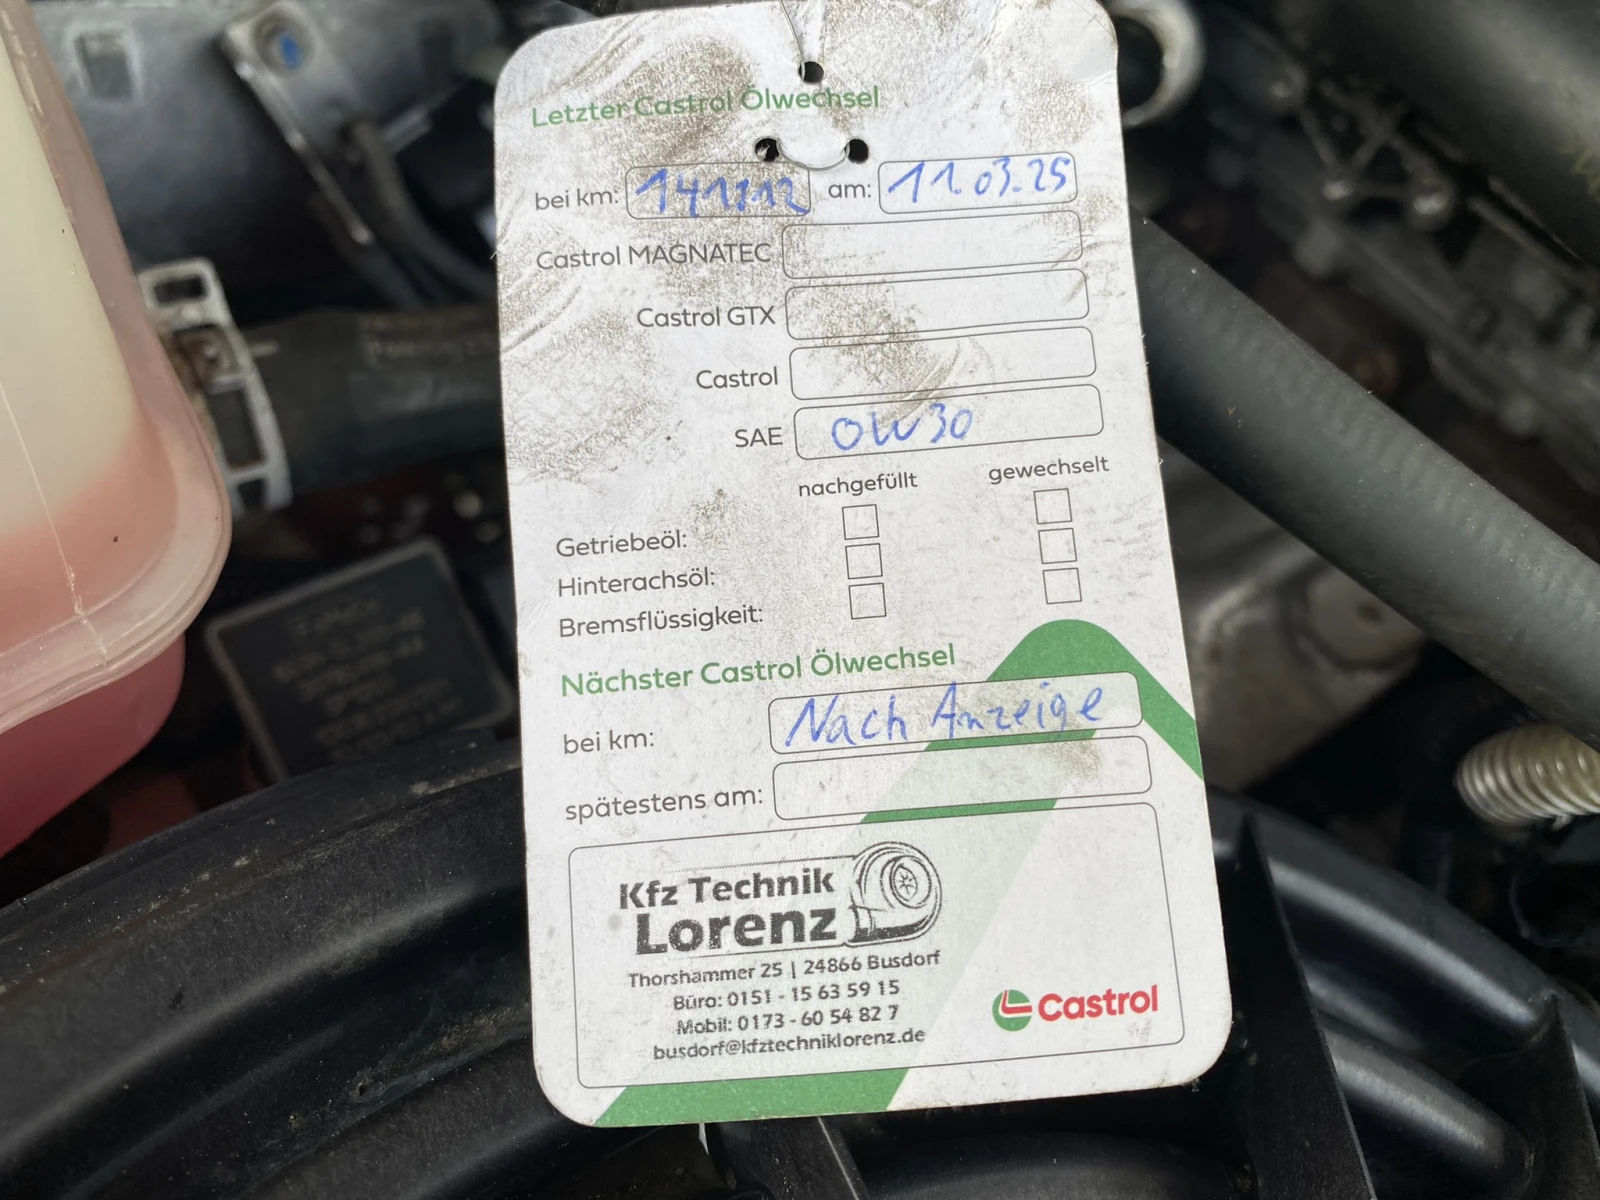 Letzter Castrol Ölwechsel
bei km: am: 11.03.25
Castrol MAGNATEC
Castrol GTX
Castrol
SAE 0W30
nachgefüllt gewechselt
Getriebeöl:
Hinterachsöl:
Bremsflüssigkeit:
Nächster Castrol Ölwechsel
bei km: Nach Anzeige
spätestens am:
Kfz Technik
Lorenz
Thorshammer 25 | 24866 Busdorf
Büro: 0151 - 15 63 59 15
Mobil: 0173 - 60 54 82 7
busdorf@kfztechniklorenz.de
Castrol